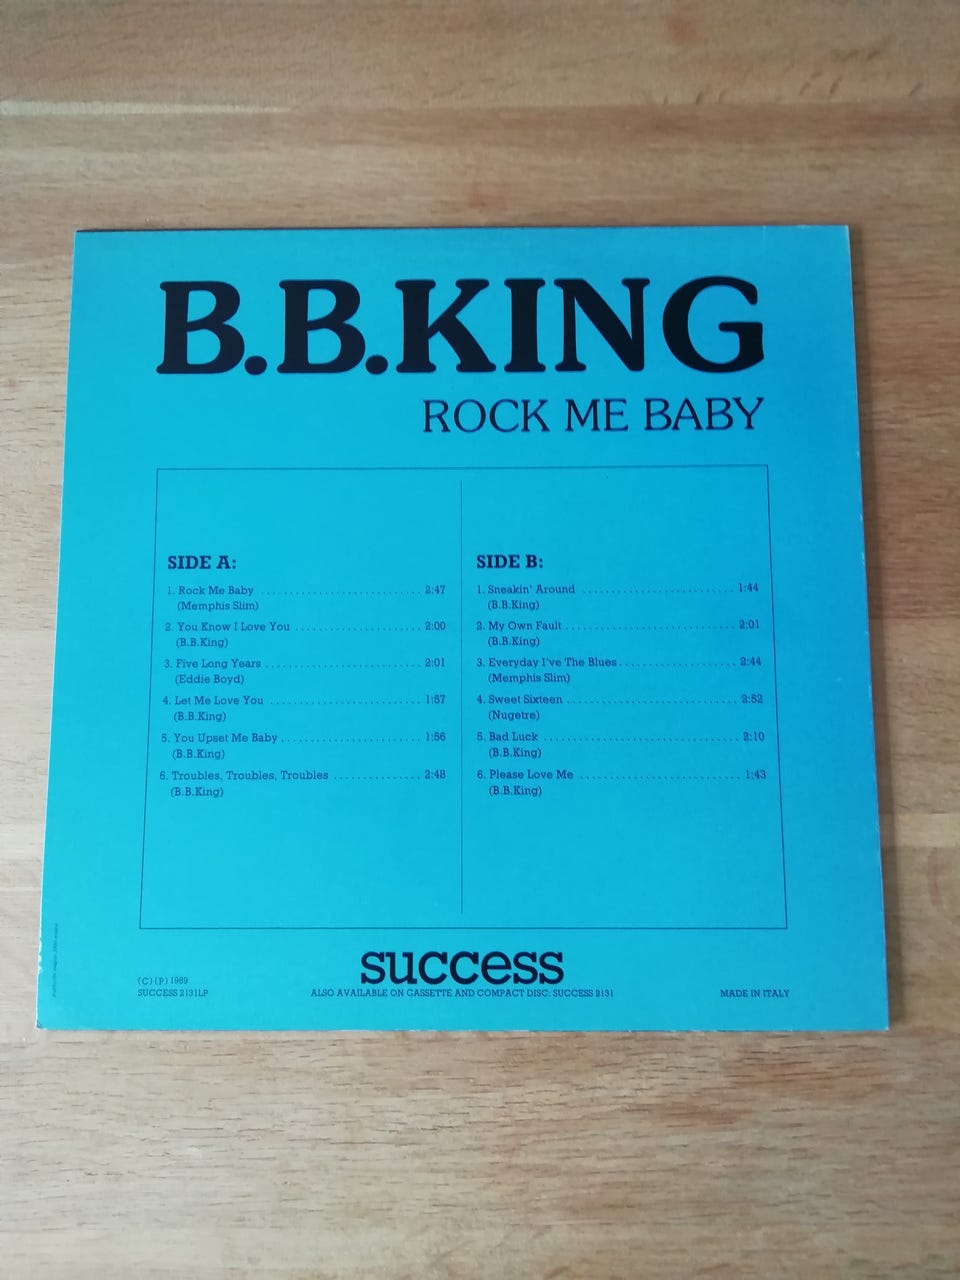 B.B.KING
ROCK ME BABY
SIDE A:
1. Rock Me Baby ............................ 2:47
(Memphis Slim)
2. You Know I Love You ...................... 2:00
(B.B.King)
3. Five Long Years ........................... 2:01
(Eddie Boyd)
4. Let Me Love You .......................... 1:57
(B.B.King)
5. You Upset Me Baby ........................ 1:56
(B.B.King)
6. Troubles, Troubles, Troubles ............... 2:48
(B.B.King)
SIDE B:
1. Sneakin' Around .......................... 1:44
(B.B.King)
2. My Own Fault ............................. 2:01
(B.B.King)
3. Everyday I've The Blues .................... 2:44
(Memphis Slim)
4. Sweet Sixteen ............................. 2:52
(Nugetre)
5. Bad Luck ................................. 2:10
(B.B.King)
6. Please Love Me ........................... 1:43
(B.B.King)
success
(C) (P) 1989
SUCCESS 2131LP
ALSO AVAILABLE ON CASSETTE AND COMPACT DISC: SUCCESS 2131
MADE IN ITALY